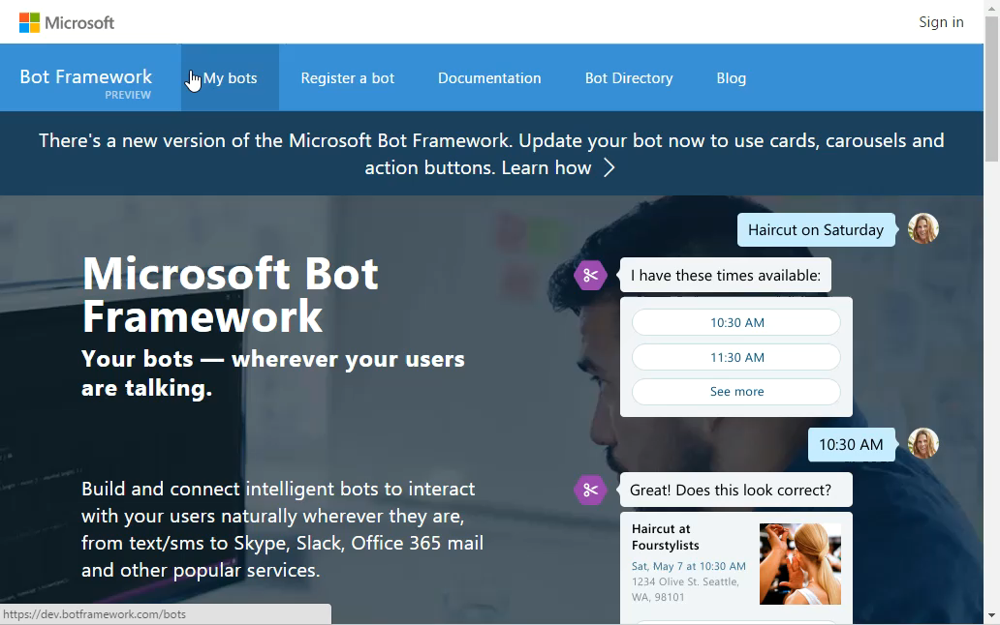 Microsoft
Sign in
Bot Framework
PREVIEW
My bots
Register a bot
Documentation
Bot Directory
Blog
There's a new version of the Microsoft Bot Framework. Update your bot now to use cards, carousels and
action buttons. Learn how
Microsoft Bot
Framework
Your bots — wherever your users
are talking.
Build and connect intelligent bots to interact
with your users naturally wherever they are,
from text/sms to Skype, Slack, Office 365 mail
and other popular services.
Haircut on Saturday
I have these times available:
10:30 AM
11:30 AM
See more
10:30 AM
Great! Does this look correct?
Haircut at
Fourstylists
Sat, May 7 at 10:30 AM
1234 Olive St. Seattle,
WA, 98101
https://dev.botframework.com/bots